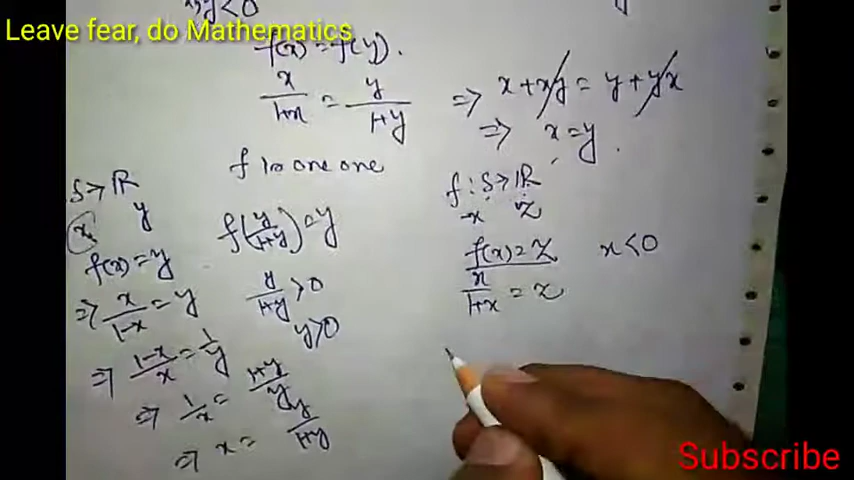 x,y<0
Leave fear, do Mathematics
f(x) = f(y).
x/1+x = y/1+y
=> x + xy = y + yx
=> x = y.
f is one one
S → ℝ
x y
f(x) = y
=> x/1-x = y
=> 1-x/x = 1/y
=> 1/x = 1+y/y
=> x = y/1+y
f(y/1+y) = y
y/1+y > 0
y>0
f : S → ℝ
-x z
f(x) = z x<0
x/1+x = z
Subscribe